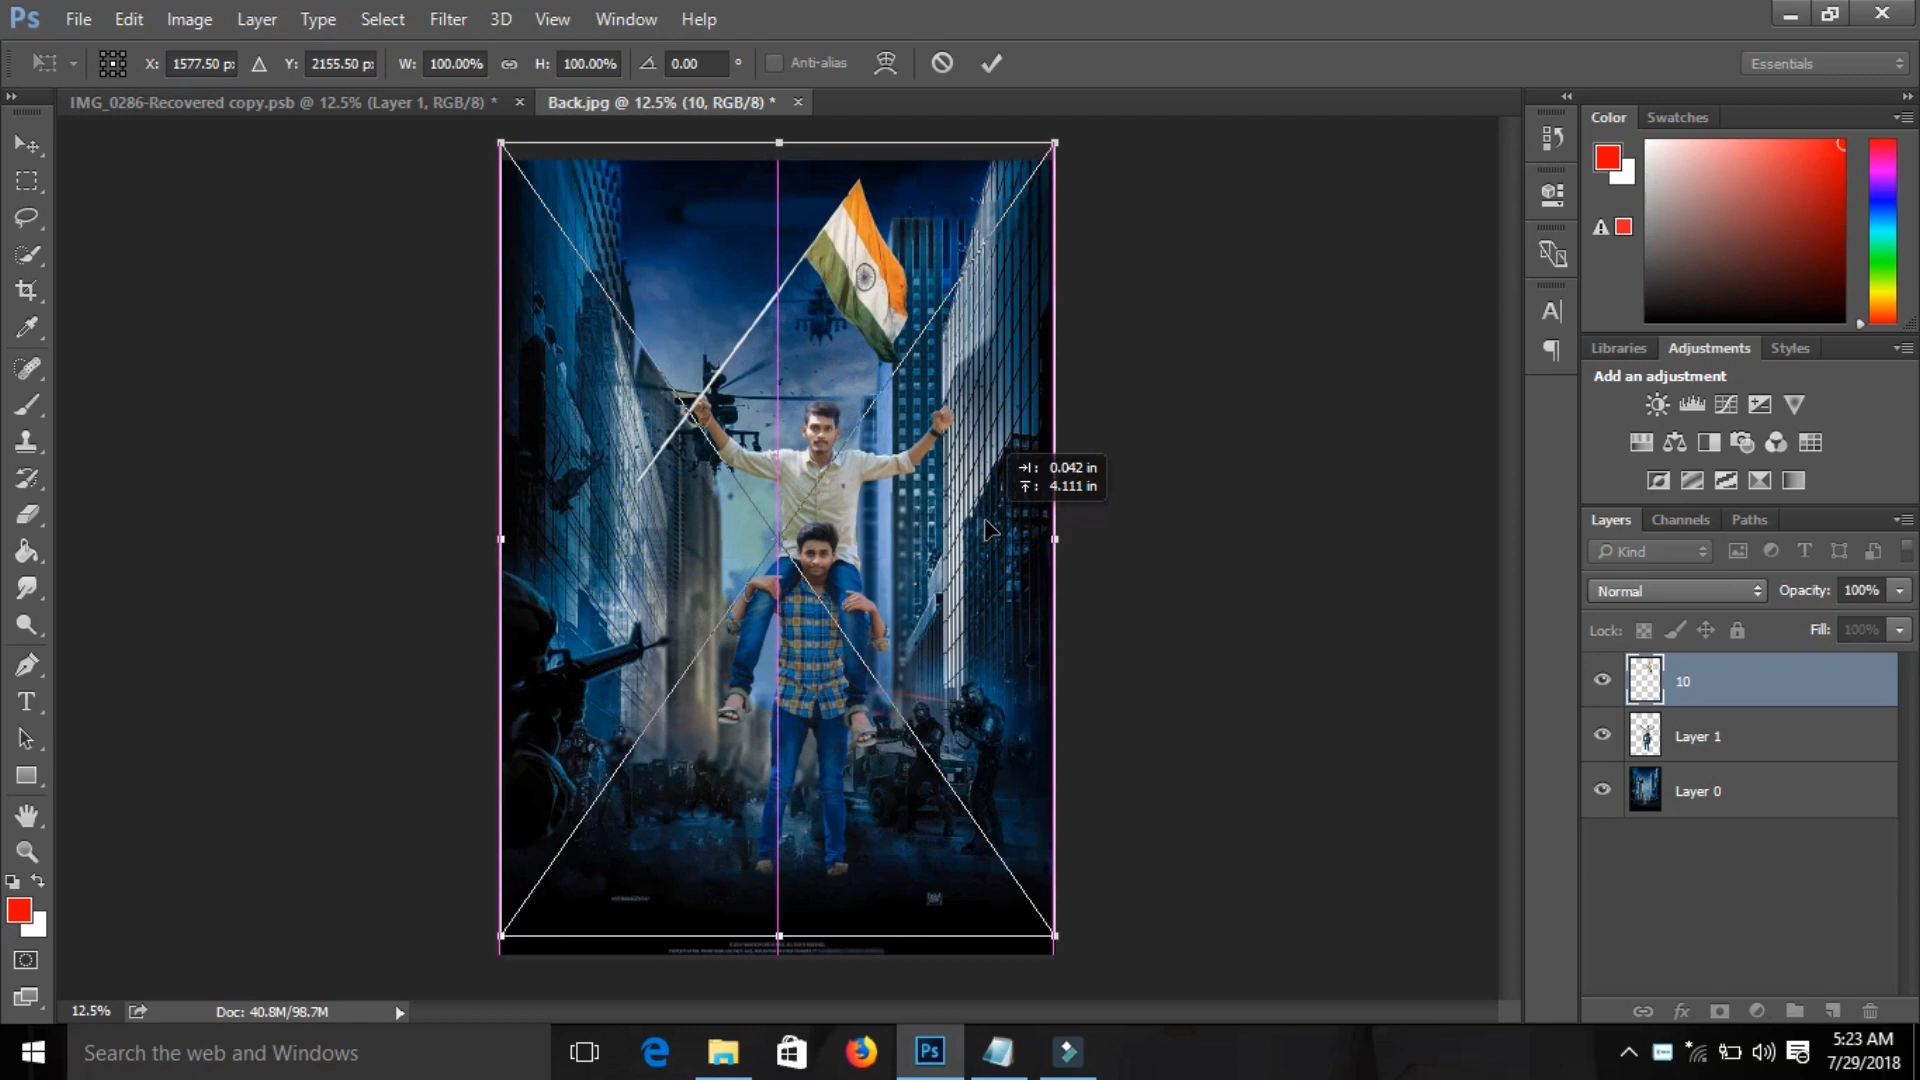 Ps File Edit Image Layer Type Select Filter 3D View Window Help
X: 1577.50 p: Y: 2155.50 p: W: 100.00% H: 100.00% 0.00 ° Anti-alias Essentials
IMG_0286-Recovered copy.psb @ 12.5% (Layer 1, RGB/8) * × Back.jpg @ 12.5% (10, RGB/8) * ×
Color Swatches
Libraries Adjustments Styles
Add an adjustment
→|: 0.042 in
4.111 in
Layers Channels Paths
Kind
Normal Opacity: 100%
Lock: Fill: 100%
10
Layer 1
Layer 0
12.5% Doc: 40.8M/98.7M
Search the web and Windows
Ps
5:23 AM
7/29/2018